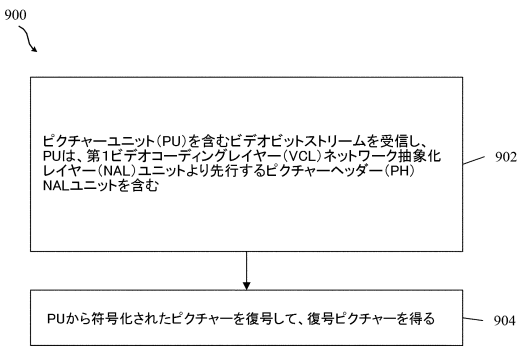 900
ピクチャーユニット(PU)を含むビデオビットストリームを受信し、
PUは、第1ビデオコーディングレイヤー(VCL)ネットワーク抽象化
レイヤー(NAL)ユニットより先行するピクチャーヘッダー(PH)
NALユニットを含む
902
PUから符号化されたピクチャーを復号して、復号ピクチャーを得る
904